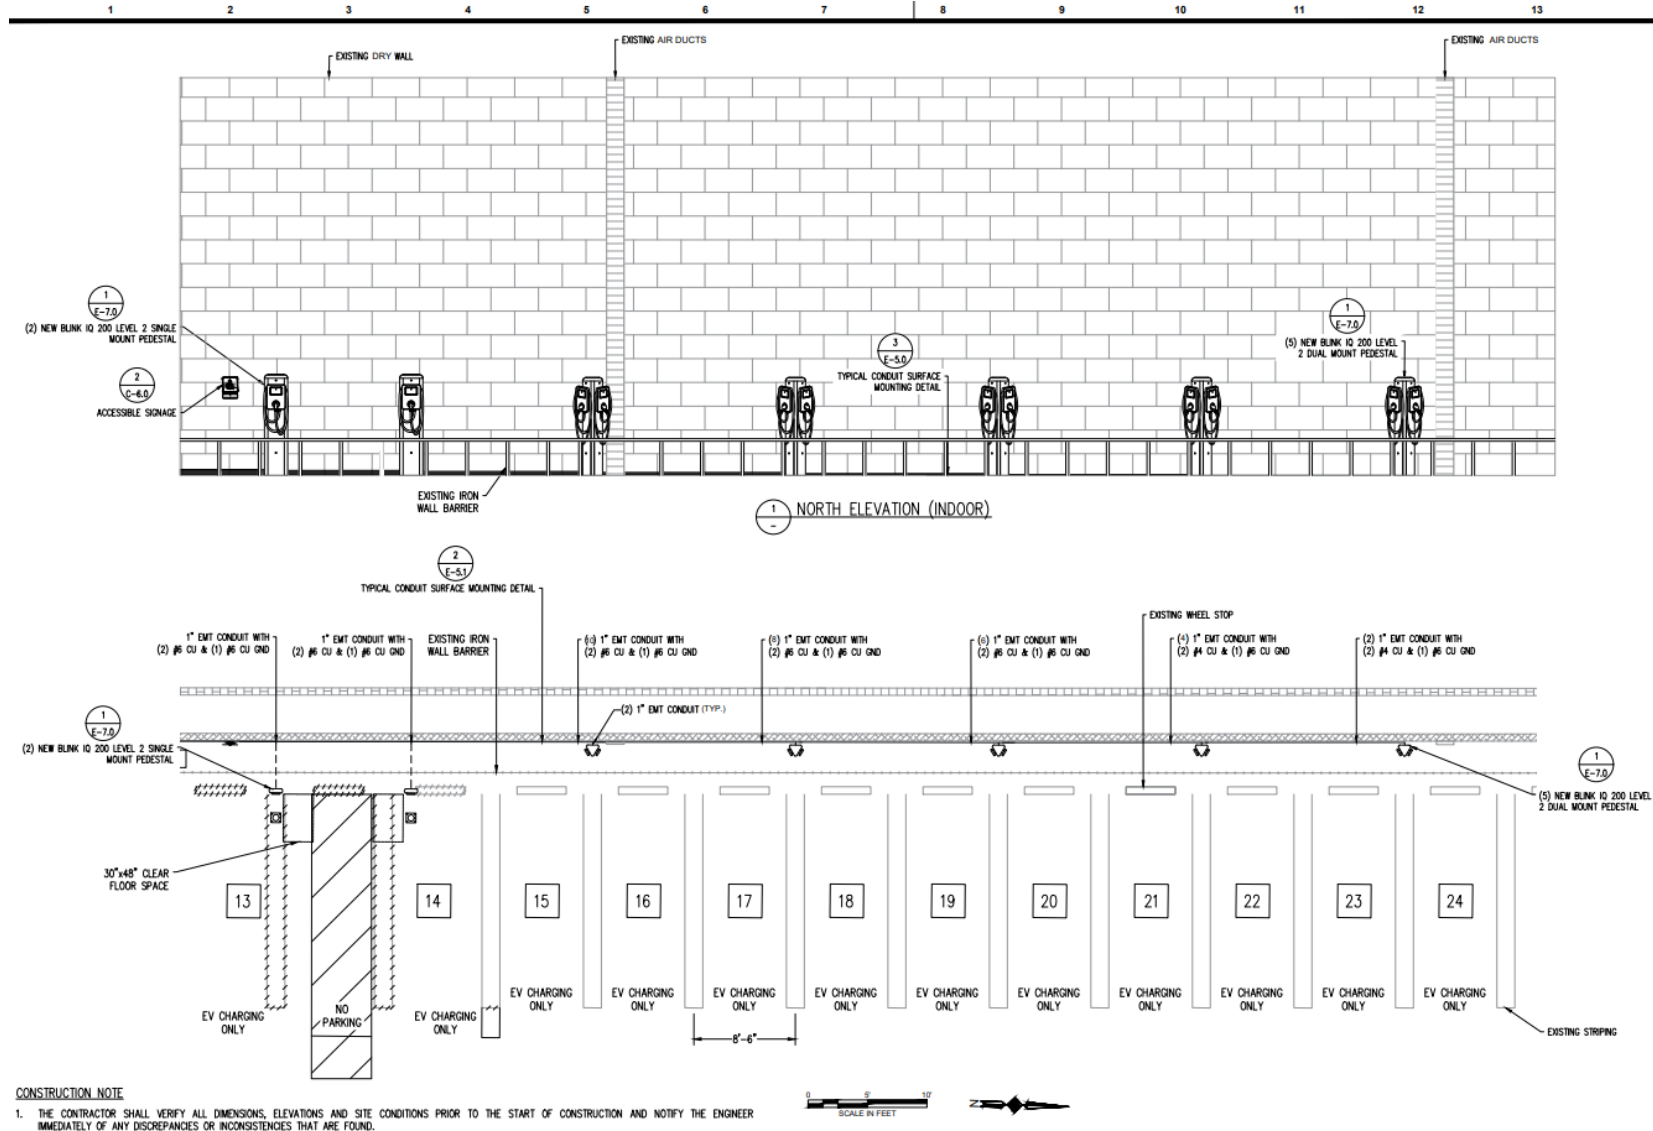 1 2 3 4 5 6 7 8 9 10 11 12 13
EXISTING DRY WALL
EXISTING AIR DUCTS
EXISTING AIR DUCTS
1
E-7.0
(2) NEW BLINK IQ 200 LEVEL 2 SINGLE
MOUNT PEDESTAL
2
C-6.0
ACCESSIBLE SIGNAGE
3
E-5.0
TYPICAL CONDUIT SURFACE
MOUNTING DETAIL
1
E-7.0
(5) NEW BLINK IQ 200 LEVEL
2 DUAL MOUNT PEDESTAL
EXISTING IRON
WALL BARRIER
1
-
NORTH ELEVATION (INDOOR)
2
E-5.1
TYPICAL CONDUIT SURFACE MOUNTING DETAIL
EXISTING WHEEL STOP
1" EMT CONDUIT WITH
(2) #6 CU & (1) #6 CU GND
1" EMT CONDUIT WITH
(2) #6 CU & (1) #6 CU GND
EXISTING IRON
WALL BARRIER
(10) 1" EMT CONDUIT WITH
(2) #6 CU & (1) #6 CU GND
(8) 1" EMT CONDUIT WITH
(2) #6 CU & (1) #6 CU GND
(6) 1" EMT CONDUIT WITH
(2) #6 CU & (1) #6 CU GND
(4) 1" EMT CONDUIT WITH
(2) #4 CU & (1) #6 CU GND
(2) 1" EMT CONDUIT WITH
(2) #4 CU & (1) #6 CU GND
(2) 1" EMT CONDUIT (TYP.)
1
E-7.0
(2) NEW BLINK IQ 200 LEVEL 2 SINGLE
MOUNT PEDESTAL
1
E-7.0
(5) NEW BLINK IQ 200 LEVEL
2 DUAL MOUNT PEDESTAL
30"x48" CLEAR
FLOOR SPACE
13 14 15 16 17 18 19 20 21 22 23 24
EV CHARGING
ONLY
NO
PARKING
EV CHARGING
ONLY
EV CHARGING
ONLY
EV CHARGING
ONLY
EV CHARGING
ONLY
EV CHARGING
ONLY
EV CHARGING
ONLY
EV CHARGING
ONLY
EV CHARGING
ONLY
EV CHARGING
ONLY
EV CHARGING
ONLY
EV CHARGING
ONLY
8'-6"
EXISTING STRIPING
CONSTRUCTION NOTE
1. THE CONTRACTOR SHALL VERIFY ALL DIMENSIONS, ELEVATIONS AND SITE CONDITIONS PRIOR TO THE START OF CONSTRUCTION AND NOTIFY THE ENGINEER
IMMEDIATELY OF ANY DISCREPANCIES OR INCONSISTENCIES THAT ARE FOUND.
0 5' 10'
SCALE IN FEET
N